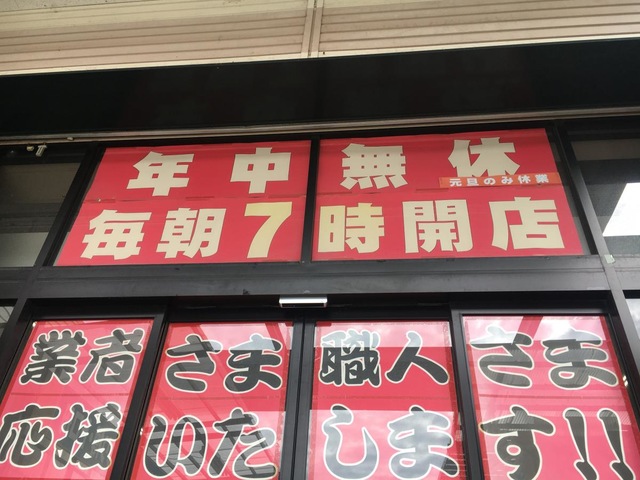 年中無休
元旦のみ休業
毎朝7時開店
業者さま職人さま
応援いたします!!